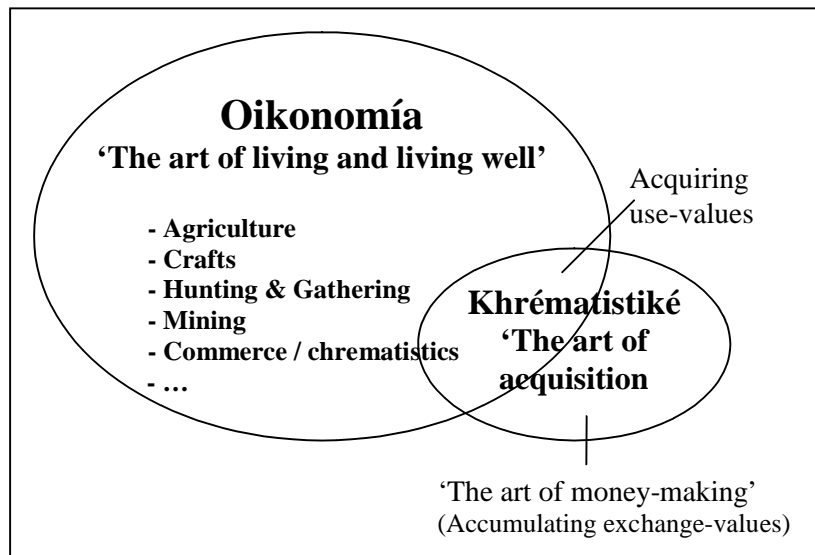 Oikonomía
‘The art of living and living well’
- Agriculture
- Crafts
- Hunting & Gathering
- Mining
- Commerce / chrematistics
- …
Acquiring
use-values
Khrématistiké
‘The art of
acquisition
‘The art of money-making’
(Accumulating exchange-values)